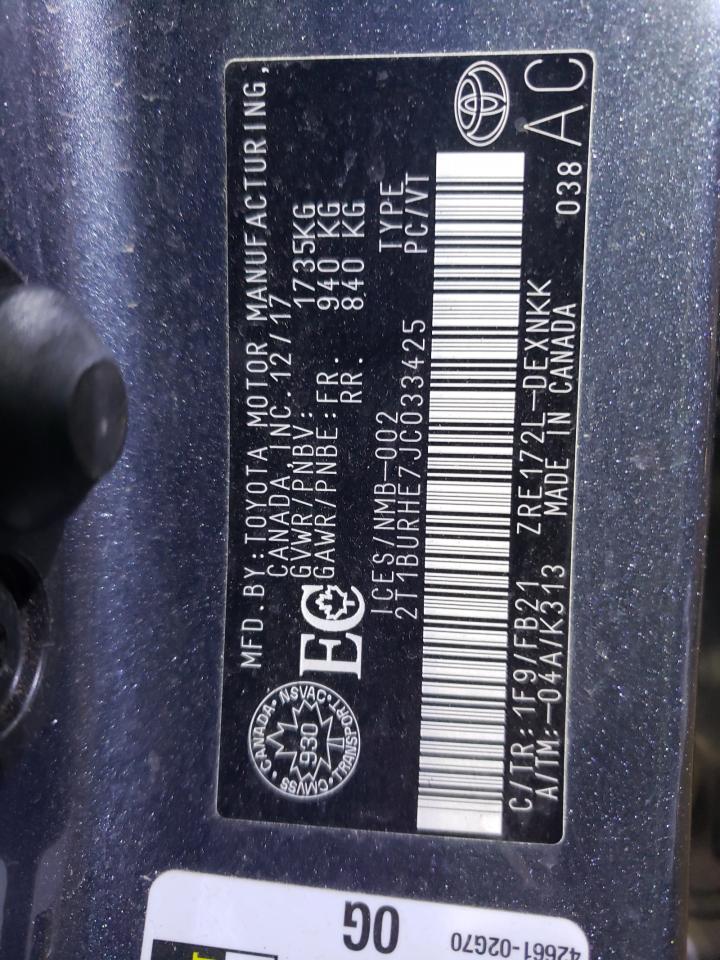 MFD.BY:TOYOTA MOTOR MANUFACTURING,
CANADA INC. 12/17
GVWR/PNBV: 1735KG
GAWR/PNBE:FR. 940 KG
RR. 840 KG
ICES/NMB-002 TYPE
2T1BURHE7JC033425 PC/VT
EC
CANADA · NSVAC · TRANSPORT · CMVSS
930
C/TR:1F9/FB21 ZRE172L-DEXNKK
A/TM:-04A/K313 MADE IN CANADA
038
AC
0G
42661-02G70